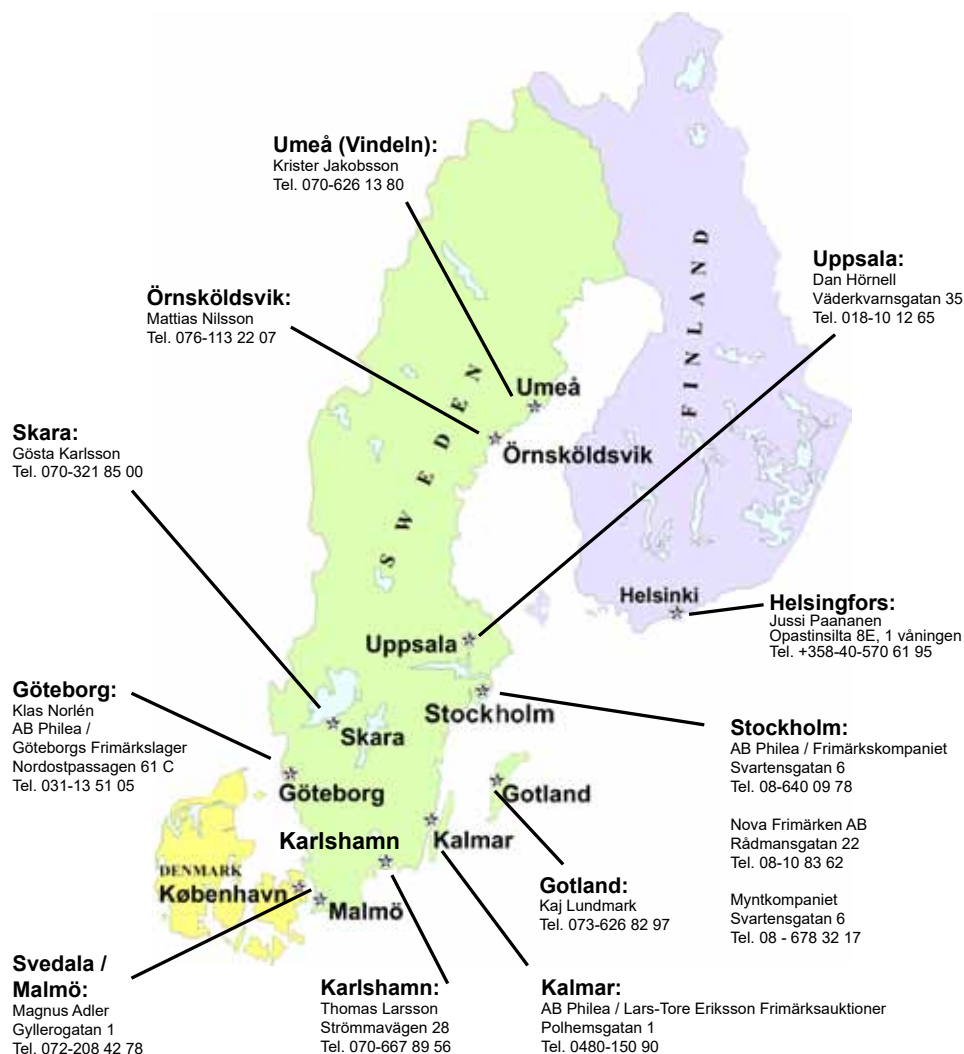 Umeå (Vindeln):
Krister Jakobsson
Tel. 070-626 13 80
Örnsköldsvik:
Mattias Nilsson
Tel. 076-113 22 07
Uppsala:
Dan Hörnell
Väderkvarnsgatan 35
Tel. 018-10 12 65
Skara:
Gösta Karlsson
Tel. 070-321 85 00
SWEDEN
FINLAND
Umeå
Örnsköldsvik
Helsinki
Helsingfors:
Jussi Paananen
Opastinsilta 8E, 1 våningen
Tel. +358-40-570 61 95
Uppsala
Stockholm
Skara
Göteborg:
Klas Norlén
AB Philea /
Göteborgs Frimärkslager
Nordostpassagen 61 C
Tel. 031-13 51 05
Göteborg
Gotland
Kalmar
Karlshamn
DENMARK
København
Malmö
Stockholm:
AB Philea / Frimärkskompaniet
Svartensgatan 6
Tel. 08-640 09 78
Nova Frimärken AB
Rådmansgatan 22
Tel. 08-10 83 62
Myntkompaniet
Svartensgatan 6
Tel. 08 - 678 32 17
Gotland:
Kaj Lundmark
Tel. 073-626 82 97
Svedala /
Malmö:
Magnus Adler
Gyllerogatan 1
Tel. 072-208 42 78
Karlshamn:
Thomas Larsson
Strömmavägen 28
Tel. 070-667 89 56
Kalmar:
AB Philea / Lars-Tore Eriksson Frimärksauktioner
Polhemsgatan 1
Tel. 0480-150 90